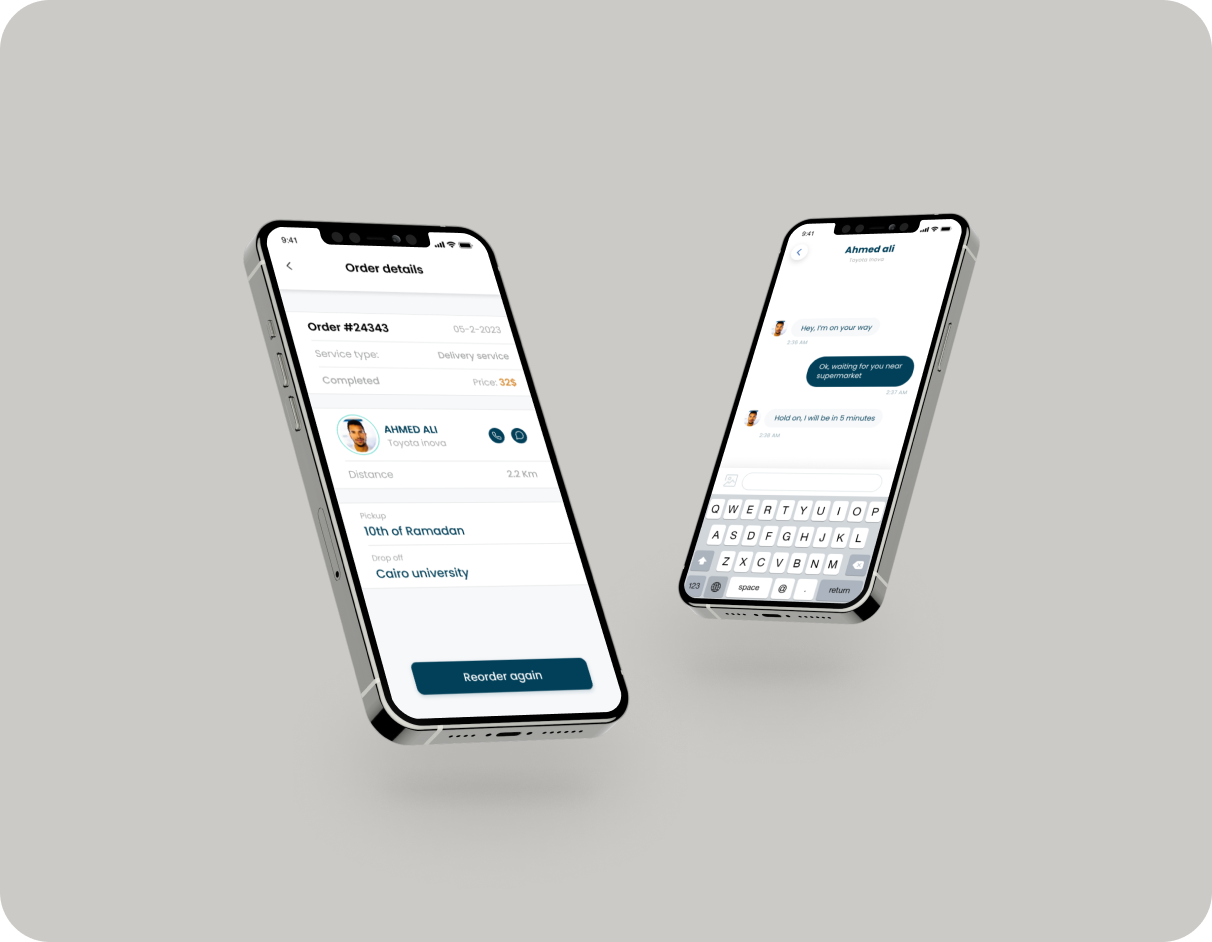 9:41
Order details
Order #24343
05-2-2023
Service type:
Delivery service
Completed
Price: 32$
AHMED ALI
Toyota inova
Distance
2.2 Km
Pickup
10th of Ramadan
Drop off
Cairo university
Reorder again
9:41
Ahmed ali
Toyota inova
Hey, I'm on your way
2:36 AM
Ok, waiting for you near
supermarket
2:37 AM
Hold on, I will be in 5 minutes
2:38 AM
Q W E R T Y U I O P
A S D F G H J K L
Z X C V B N M
123 space @ . return